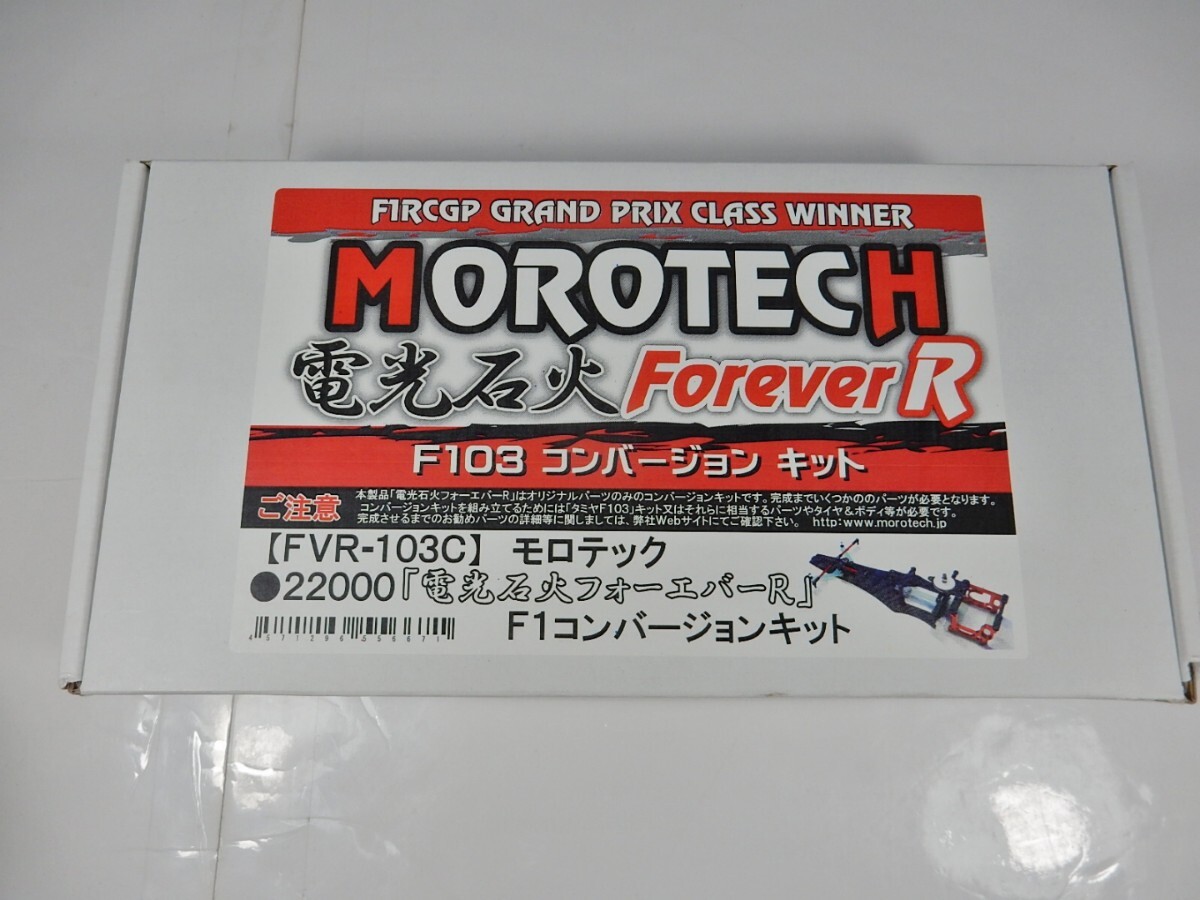 F1RCGP GRAND PRIX CLASS WINNER
MOROTECH
電光石火 Forever R
F103 コンバージョン キット
ご注意
本製品「電光石火フォーエバーR」はオリジナルパーツのみのコンバージョンキットです。完成までいくつかののパーツが必要となります。
コンバージョンキットを組み立てるためには「タミヤF103」キット又はそれらに相当するパーツやタイヤ＆ボディ等が必要です。
完成させるまでのお勧めパーツの詳細等に関しましては、弊社Webサイトにてご確認下さい。 http:www.morotech.jp
【FVR-103C】 モロテック
●22000「電光石火フォーエバーR」
F1コンバージョンキット
4571296556671